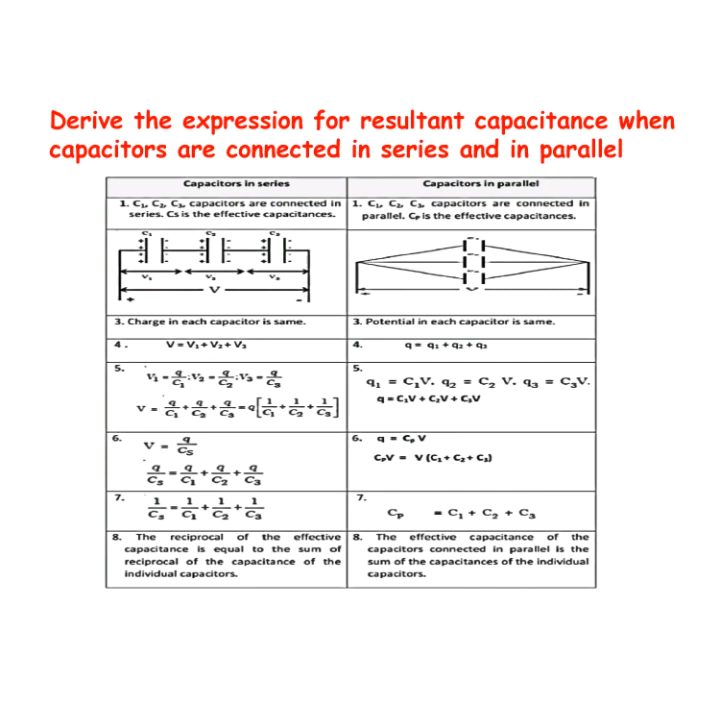 Derive the expression for resultant capacitance when
capacitors are connected in series and in parallel
Capacitors in series
Capacitors in parallel
1. C₁, C₂, C₃, capacitors are connected in
series. Cs is the effective capacitances.
1. C₁, C₂, C₃, capacitors are connected in
parallel. Cₚ is the effective capacitances.
C₁ C₂ C₃
V₁ V₂ V₃
V
+ -
3. Charge in each capacitor is same.
3. Potential in each capacitor is same.
4. V = V₁ + V₂ + V₃
4. q = q₁ + q₂ + q₃
5. V₁ = q/C₁ ; V₂ = q/C₂ ; V₃ = q/C₃
V = q/C₁ + q/C₂ + q/C₃ = q[1/C₁ + 1/C₂ + 1/C₃]
5.
q₁ = C₁V. q₂ = C₂ V. q₃ = C₃V.
q = C₁V + C₂V + C₃V
6. V = q/Cs
q/Cs = q/C₁ + q/C₂ + q/C₃
6. q = Cₚ V
CₚV = V (C₁ + C₂ + C₃)
7. 1/Cs = 1/C₁ + 1/C₂ + 1/C₃
7.
Cₚ = C₁ + C₂ + C₃
8. The reciprocal of the effective
capacitance is equal to the sum of
reciprocal of the capacitance of the
individual capacitors.
8. The effective capacitance of the
capacitors connected in parallel is the
sum of the capacitances of the individual
capacitors.